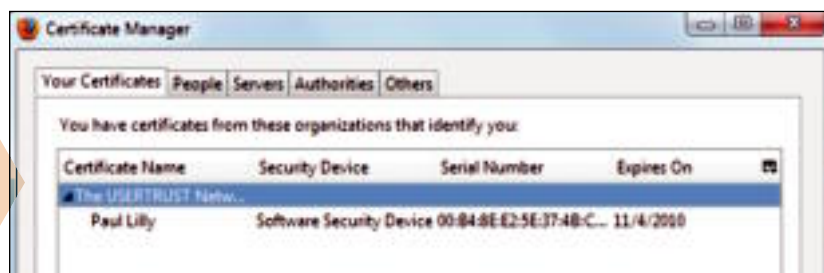 Certificate Manager
Your Certificates People Servers Authorities Others
You have certificates from these organizations that identify you:
Certificate Name Security Device Serial Number Expires On
The USERTRUST Netw...
Paul Lilly Software Security Device 00:B4:8E:E2:5E:37:4B:C... 11/4/2010